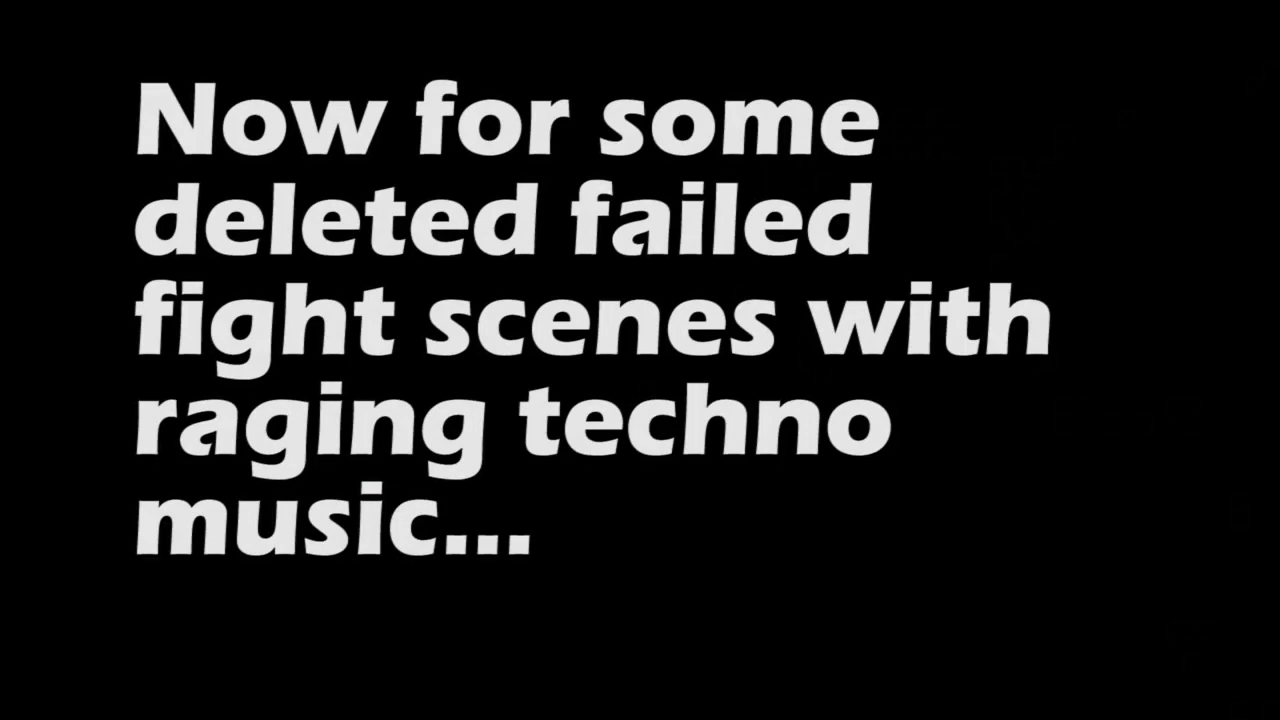 Now for some
deleted failed
fight scenes with
raging techno
music...